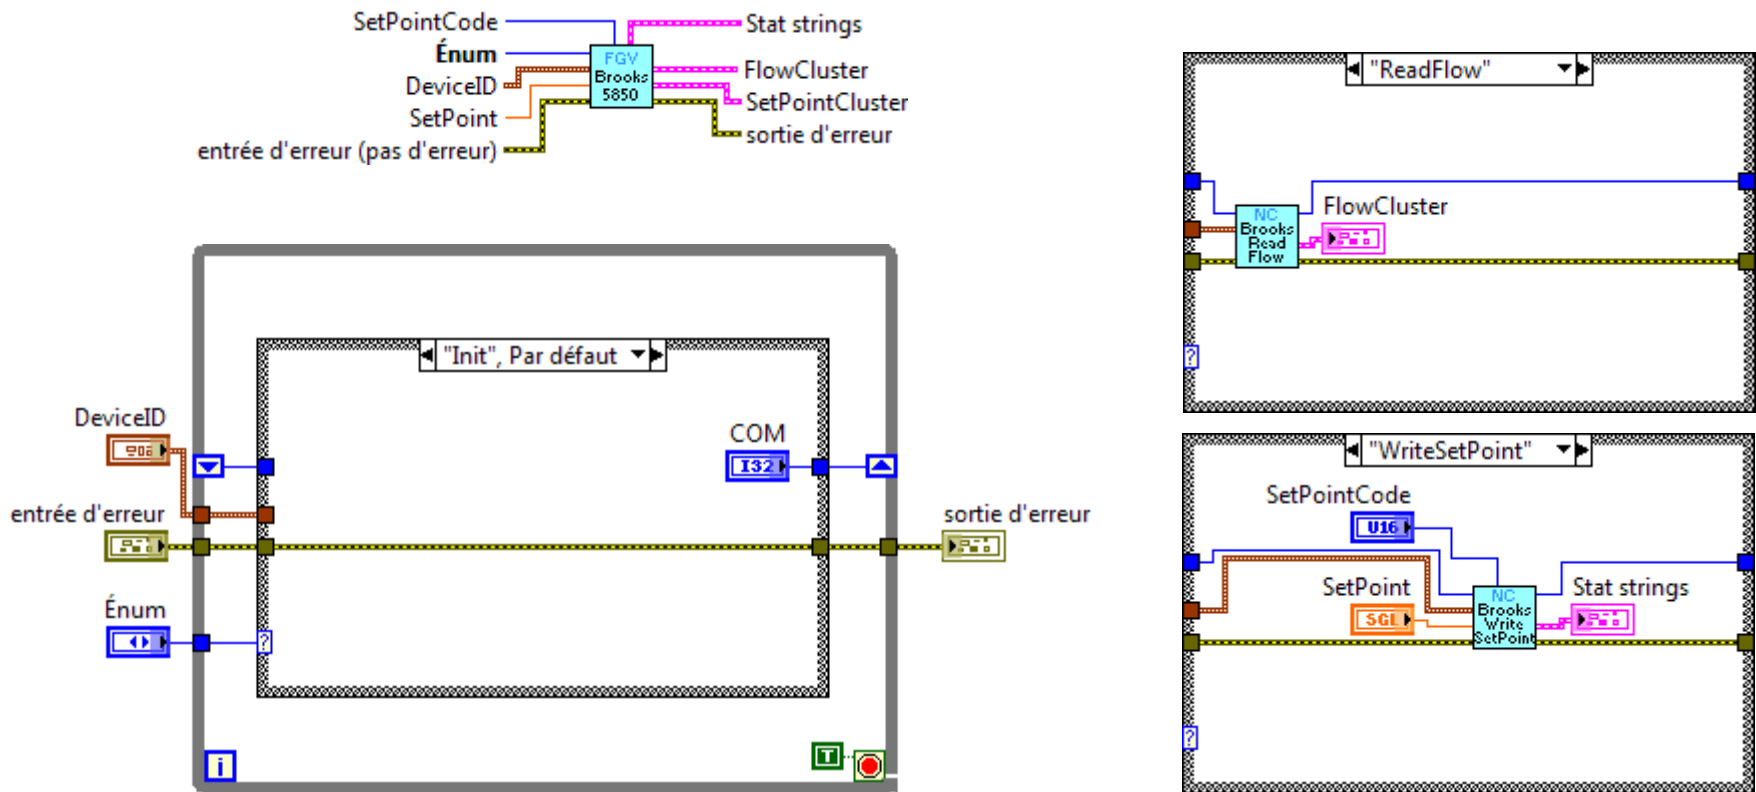 SetPointCode
Énum
DeviceID
SetPoint
entrée d'erreur (pas d'erreur)
FGV
Brooks
5850
Stat strings
FlowCluster
SetPointCluster
sortie d'erreur
"Init", Par défaut
DeviceID
entrée d'erreur
Énum
?
COM
I32
sortie d'erreur
i
T
"ReadFlow"
NC
Brooks
Read
Flow
FlowCluster
?
"WriteSetPoint"
SetPointCode
U16
SetPoint
SGL
NC
Brooks
Write
SetPoint
Stat strings
?